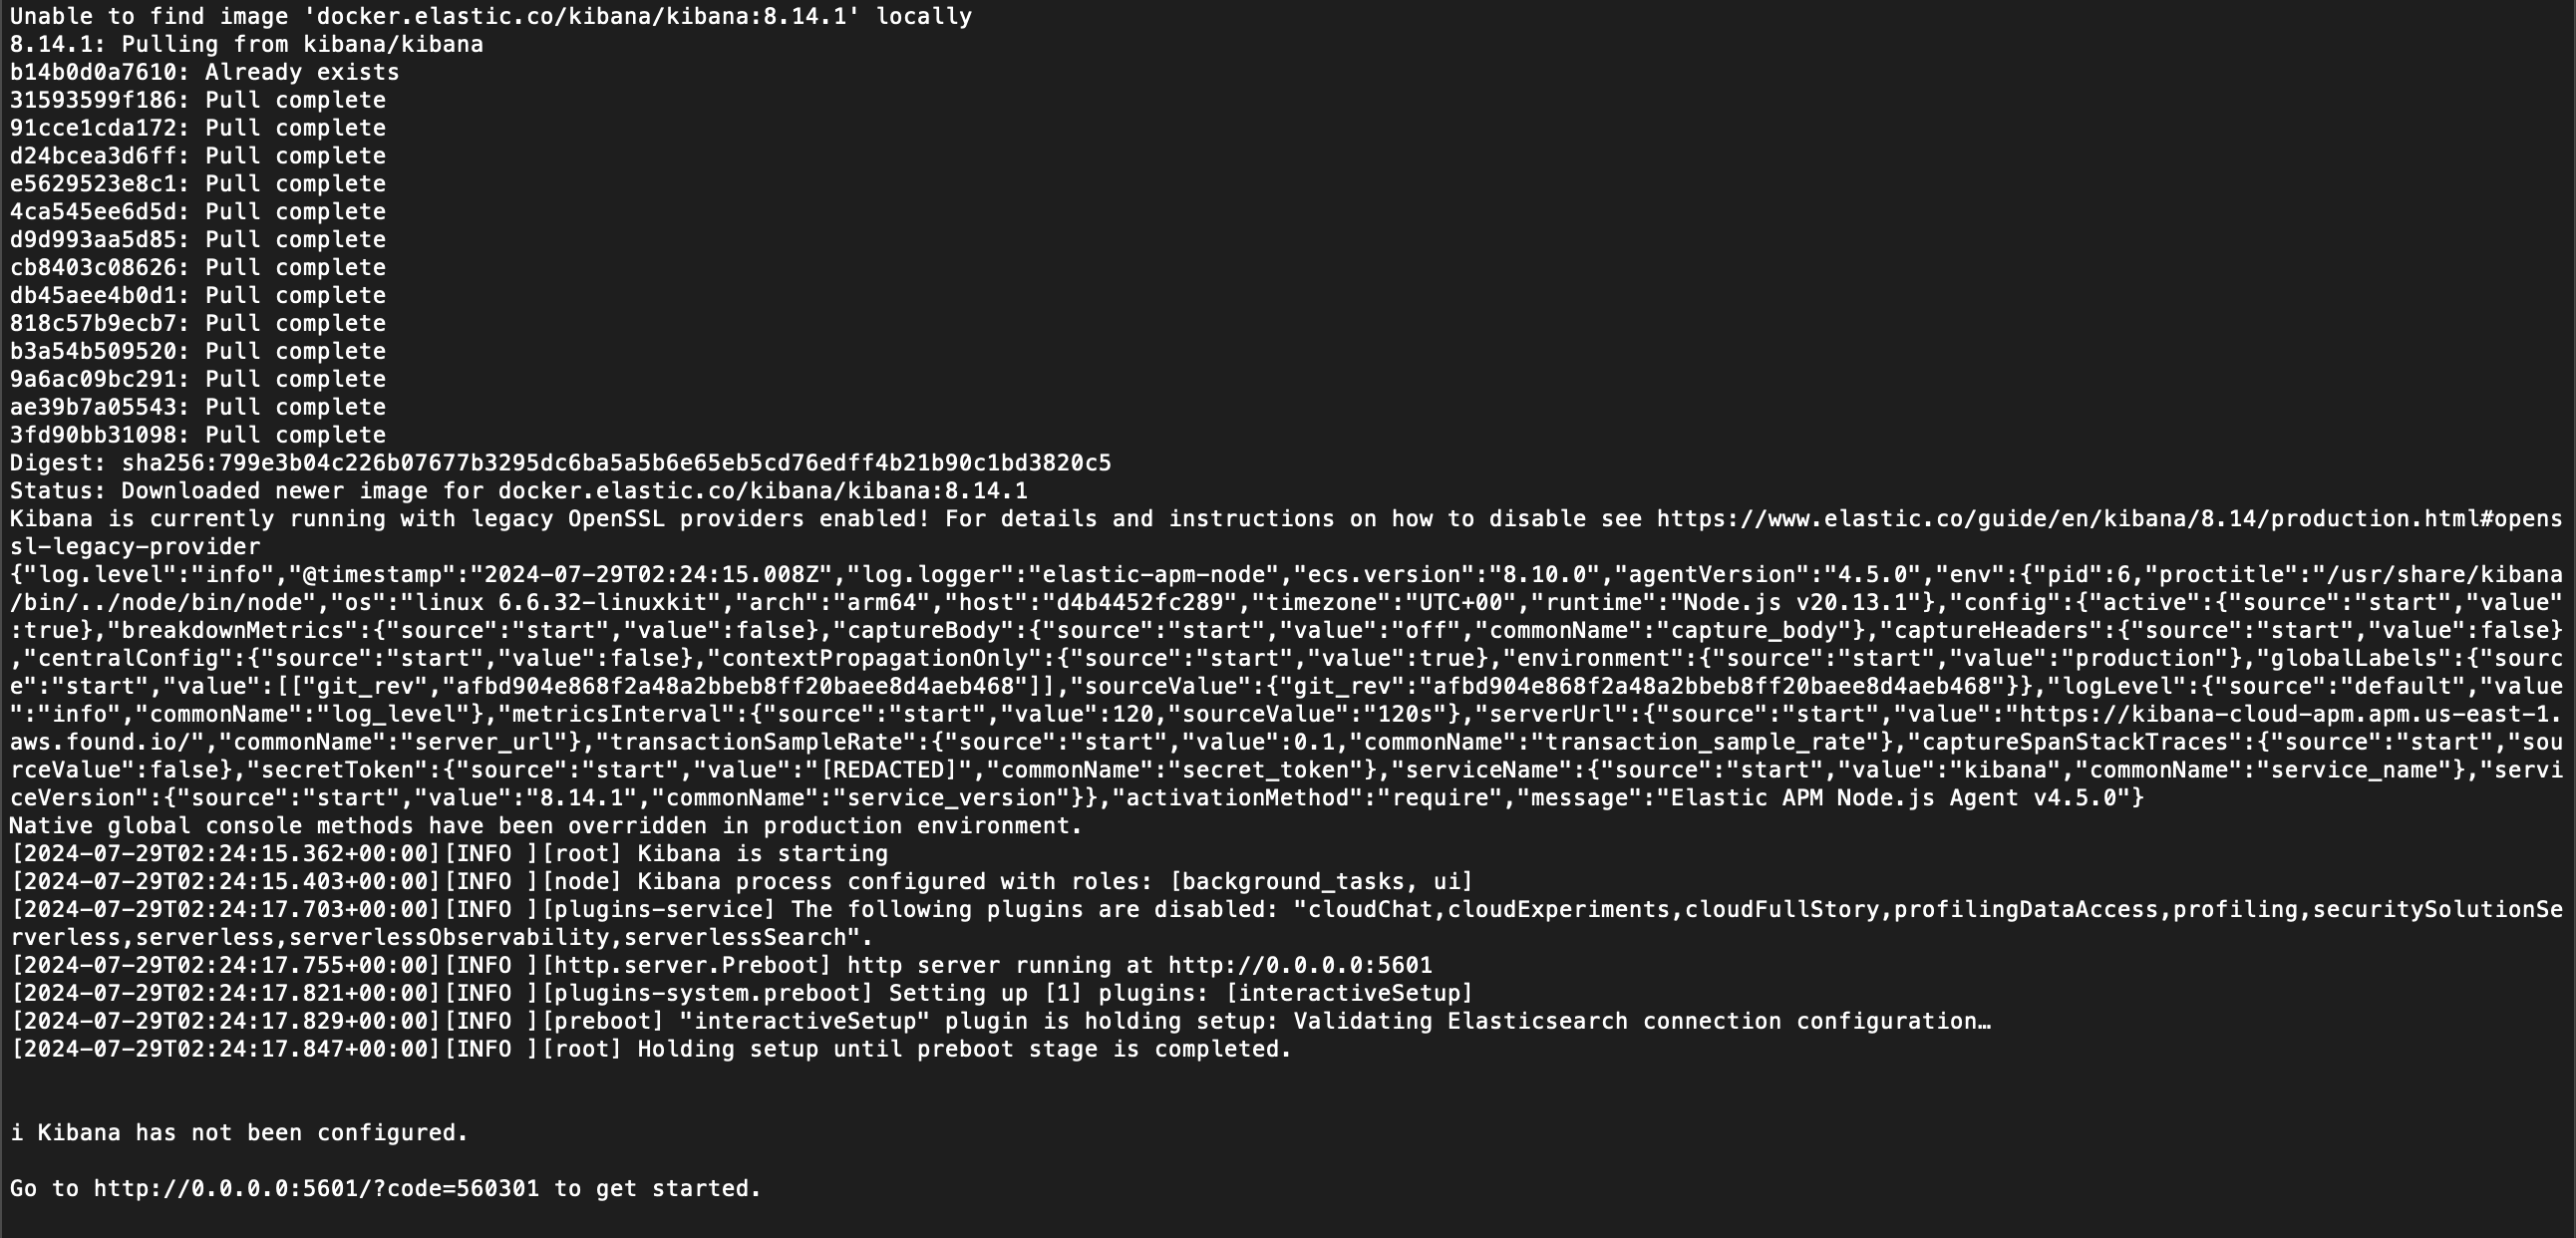 Unable to find image 'docker.elastic.co/kibana/kibana:8.14.1' locally
8.14.1: Pulling from kibana/kibana
b14b0d0a7610: Already exists
31593599f186: Pull complete
91cce1cda172: Pull complete
d24bcea3d6ff: Pull complete
e5629523e8c1: Pull complete
4ca545ee6d5d: Pull complete
d9d993aa5d85: Pull complete
cb8403c08626: Pull complete
db45aee4b0d1: Pull complete
818c57b9ecb7: Pull complete
b3a54b509520: Pull complete
9a6ac09bc291: Pull complete
ae39b7a05543: Pull complete
3fd90bb31098: Pull complete
Digest: sha256:799e3b04c226b07677b3295dc6ba5a5b6e65eb5cd76edff4b21b90c1bd3820c5
Status: Downloaded newer image for docker.elastic.co/kibana/kibana:8.14.1
Kibana is currently running with legacy OpenSSL providers enabled! For details and instructions on how to disable see https://www.elastic.co/guide/en/kibana/8.14/production.html#opens
sl-legacy-provider
{"log.level":"info","@timestamp":"2024-07-29T02:24:15.008Z","log.logger":"elastic-apm-node","ecs.version":"8.10.0","agentVersion":"4.5.0","env":{"pid":6,"proctitle":"/usr/share/kibana
/bin/../node/bin/node","os":"linux 6.6.32-linuxkit","arch":"arm64","host":"d4b4452fc289","timezone":"UTC+00","runtime":"Node.js v20.13.1"},"config":{"active":{"source":"start","value"
:true},"breakdownMetrics":{"source":"start","value":false},"captureBody":{"source":"start","value":"off","commonName":"capture_body"},"captureHeaders":{"source":"start","value":false}
,"centralConfig":{"source":"start","value":false},"contextPropagationOnly":{"source":"start","value":true},"environment":{"source":"start","value":"production"},"globalLabels":{"sourc
e":"start","value":[["git_rev","afbd904e868f2a48a2bbeb8ff20baee8d4aeb468"]],"sourceValue":{"git_rev":"afbd904e868f2a48a2bbeb8ff20baee8d4aeb468"}},"logLevel":{"source":"default","value
":"info","commonName":"log_level"},"metricsInterval":{"source":"start","value":120,"sourceValue":"120s"},"serverUrl":{"source":"start","value":"https://kibana-cloud-apm.apm.us-east-1.
aws.found.io/","commonName":"server_url"},"transactionSampleRate":{"source":"start","value":0.1,"commonName":"transaction_sample_rate"},"captureSpanStackTraces":{"source":"start","sou
rceValue":false},"secretToken":{"source":"start","value":"[REDACTED]","commonName":"secret_token"},"serviceName":{"source":"start","value":"kibana","commonName":"service_name"},"servi
ceVersion":{"source":"start","value":"8.14.1","commonName":"service_version"}},"activationMethod":"require","message":"Elastic APM Node.js Agent v4.5.0"}
Native global console methods have been overridden in production environment.
[2024-07-29T02:24:15.362+00:00][INFO ][root] Kibana is starting
[2024-07-29T02:24:15.403+00:00][INFO ][node] Kibana process configured with roles: [background_tasks, ui]
[2024-07-29T02:24:17.703+00:00][INFO ][plugins-service] The following plugins are disabled: "cloudChat,cloudExperiments,cloudFullStory,profilingDataAccess,profiling,securitySolutionSe
rverless,serverless,serverlessObservability,serverlessSearch".
[2024-07-29T02:24:17.755+00:00][INFO ][http.server.Preboot] http server running at http://0.0.0.0:5601
[2024-07-29T02:24:17.821+00:00][INFO ][plugins-system.preboot] Setting up [1] plugins: [interactiveSetup]
[2024-07-29T02:24:17.829+00:00][INFO ][preboot] "interactiveSetup" plugin is holding setup: Validating Elasticsearch connection configuration…
[2024-07-29T02:24:17.847+00:00][INFO ][root] Holding setup until preboot stage is completed.
i Kibana has not been configured.
Go to http://0.0.0.0:5601/?code=560301 to get started.